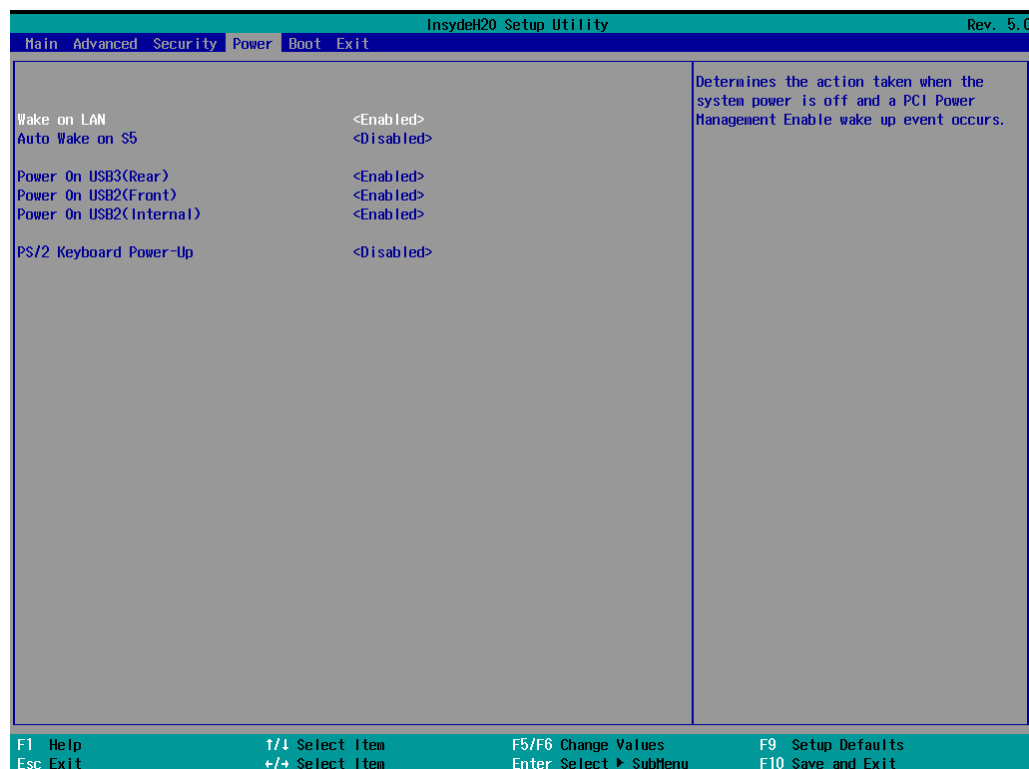 InsydeH20 Setup Utility Rev. 5.0
Main Advanced Security Power Boot Exit
Determines the action taken when the
system power is off and a PCI Power
Management Enable wake up event occurs.
Wake on LAN <Enabled>
Auto Wake on S5 <Disabled>
Power On USB3(Rear) <Enabled>
Power On USB2(Front) <Enabled>
Power On USB2(Internal) <Enabled>
PS/2 Keyboard Power-Up <Disabled>
F1 Help ↑/↓ Select Item F5/F6 Change Values F9 Setup Defaults
Esc Exit ←/→ Select Item Enter Select ▶ SubMenu F10 Save and Exit